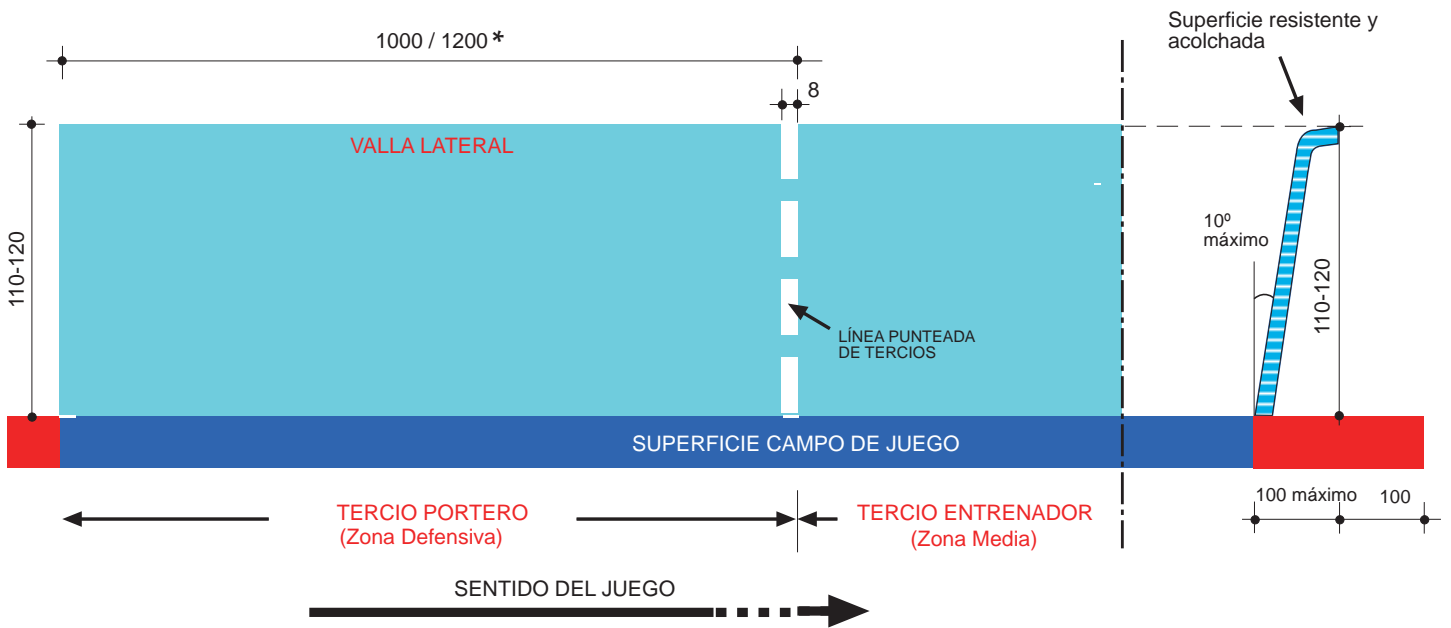 Superficie resistente y
acolchada
1000 / 1200*
8
VALLA LATERAL
110-120
10º
máximo
110-120
LÍNEA PUNTEADA
DE TERCIOS
SUPERFICIE CAMPO DE JUEGO
100 máximo
100
TERCIO PORTERO
(Zona Defensiva)
TERCIO ENTRENADOR
(Zona Media)
SENTIDO DEL JUEGO